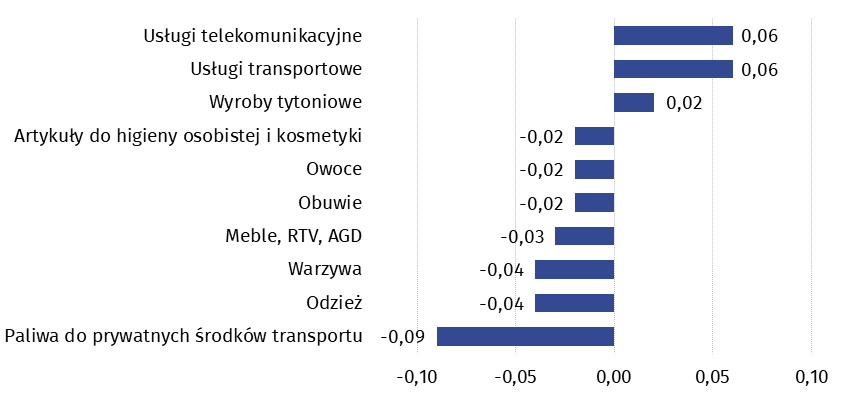 Usługi telekomunikacyjne 0,06
Usługi transportowe 0,06
Wyroby tytoniowe 0,02
Artykuły do higieny osobistej i kosmetyki -0,02
Owoce -0,02
Obuwie -0,02
Meble, RTV, AGD -0,03
Warzywa -0,04
Odzież -0,04
Paliwa do prywatnych środków transportu -0,09
-0,10 -0,05 0,00 0,05 0,10